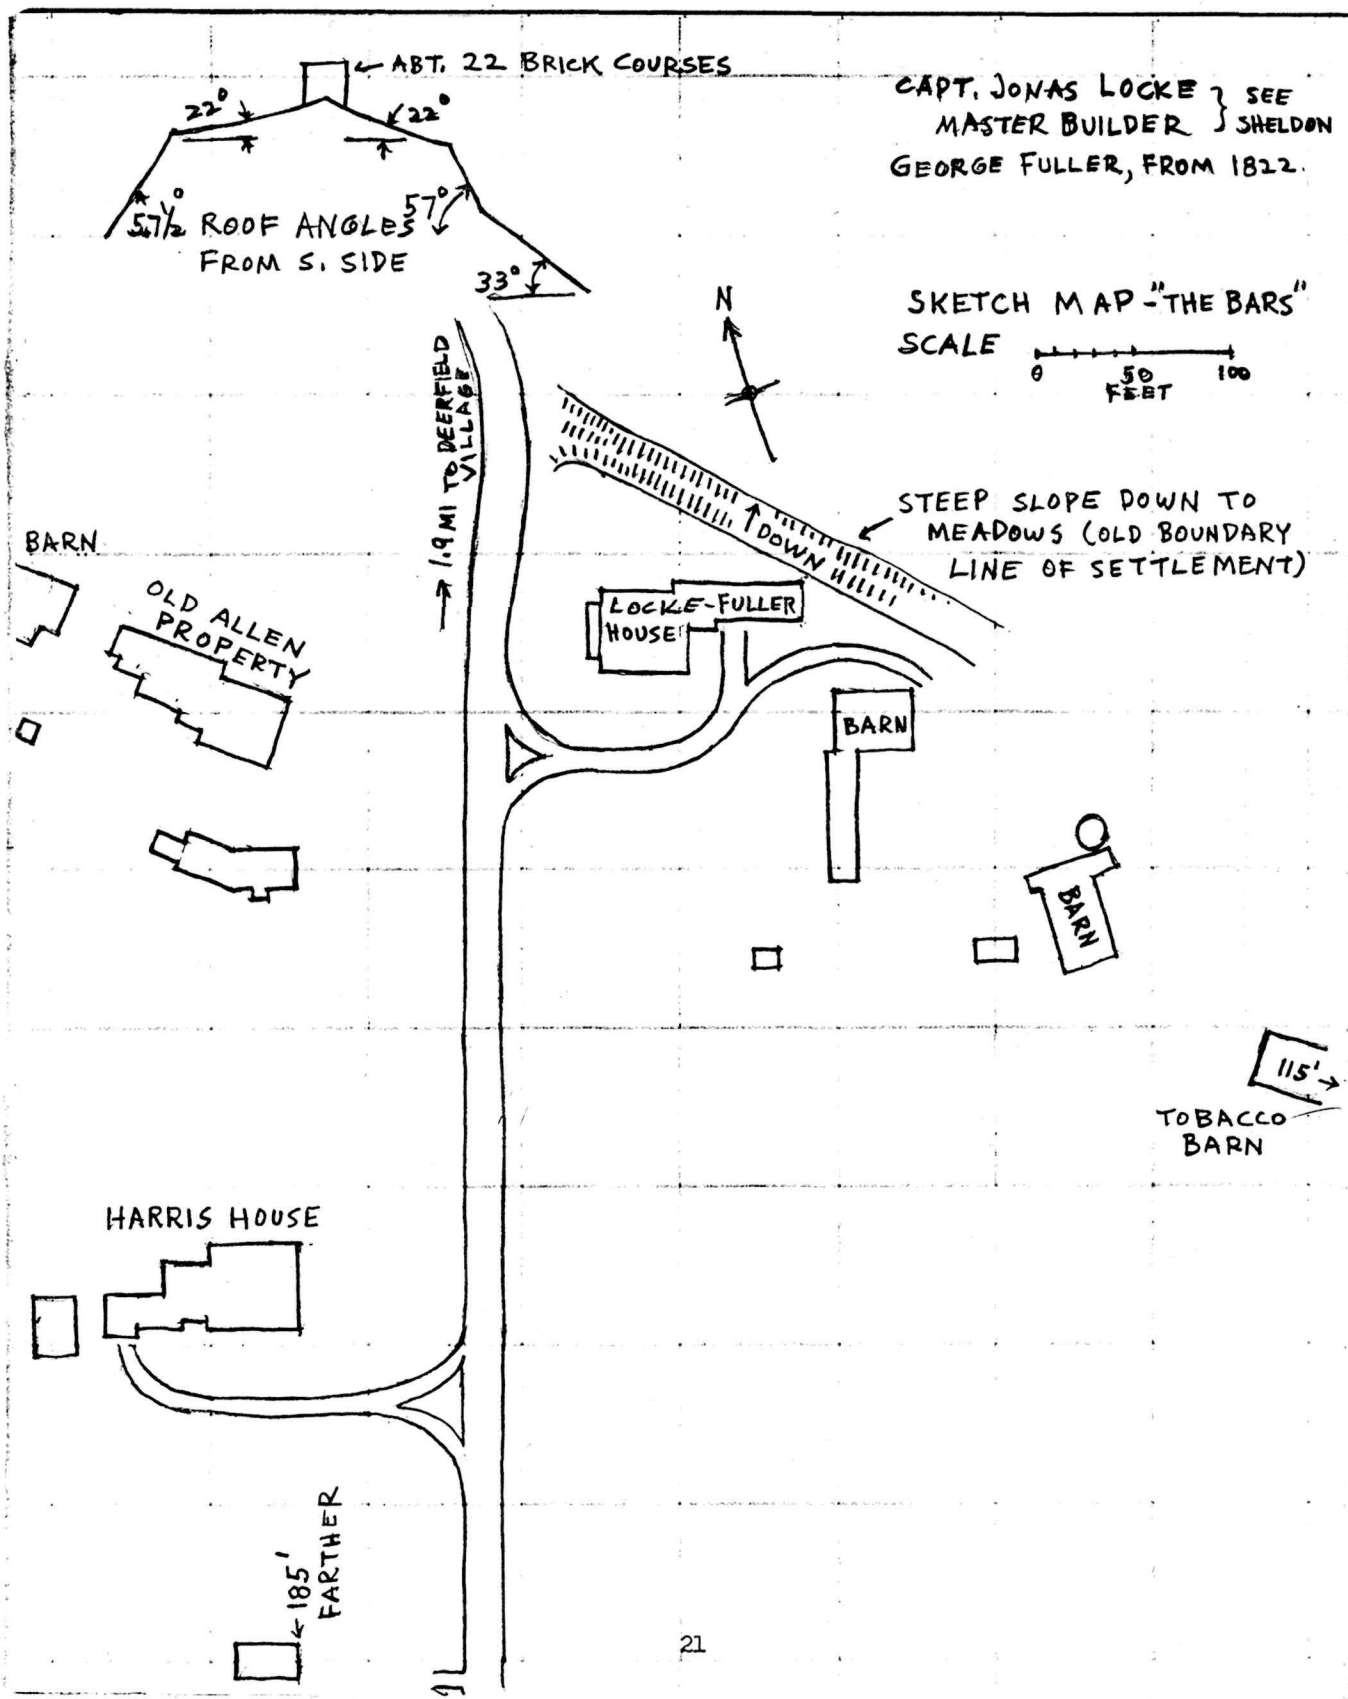 ABT. 22 BRICK COURSES
22°
22°
57½°
57°
ROOF ANGLES
FROM S. SIDE
33°
CAPT. JONAS LOCKE } SEE
MASTER BUILDER } SHELDON
GEORGE FULLER, FROM 1822.
N
SKETCH MAP - "THE BARS"
SCALE
0 50 100
FEET
→ 1.9 MI TO DEERFIELD
VILLAGE
STEEP SLOPE DOWN TO
MEADOWS (OLD BOUNDARY
LINE OF SETTLEMENT)
↑ DOWN HILL
BARN
OLD ALLEN
PROPERTY
LOCKE-FULLER
HOUSE
BARN
BARN
115' →
TOBACCO
BARN
HARRIS HOUSE
← 185'
FARTHER
21